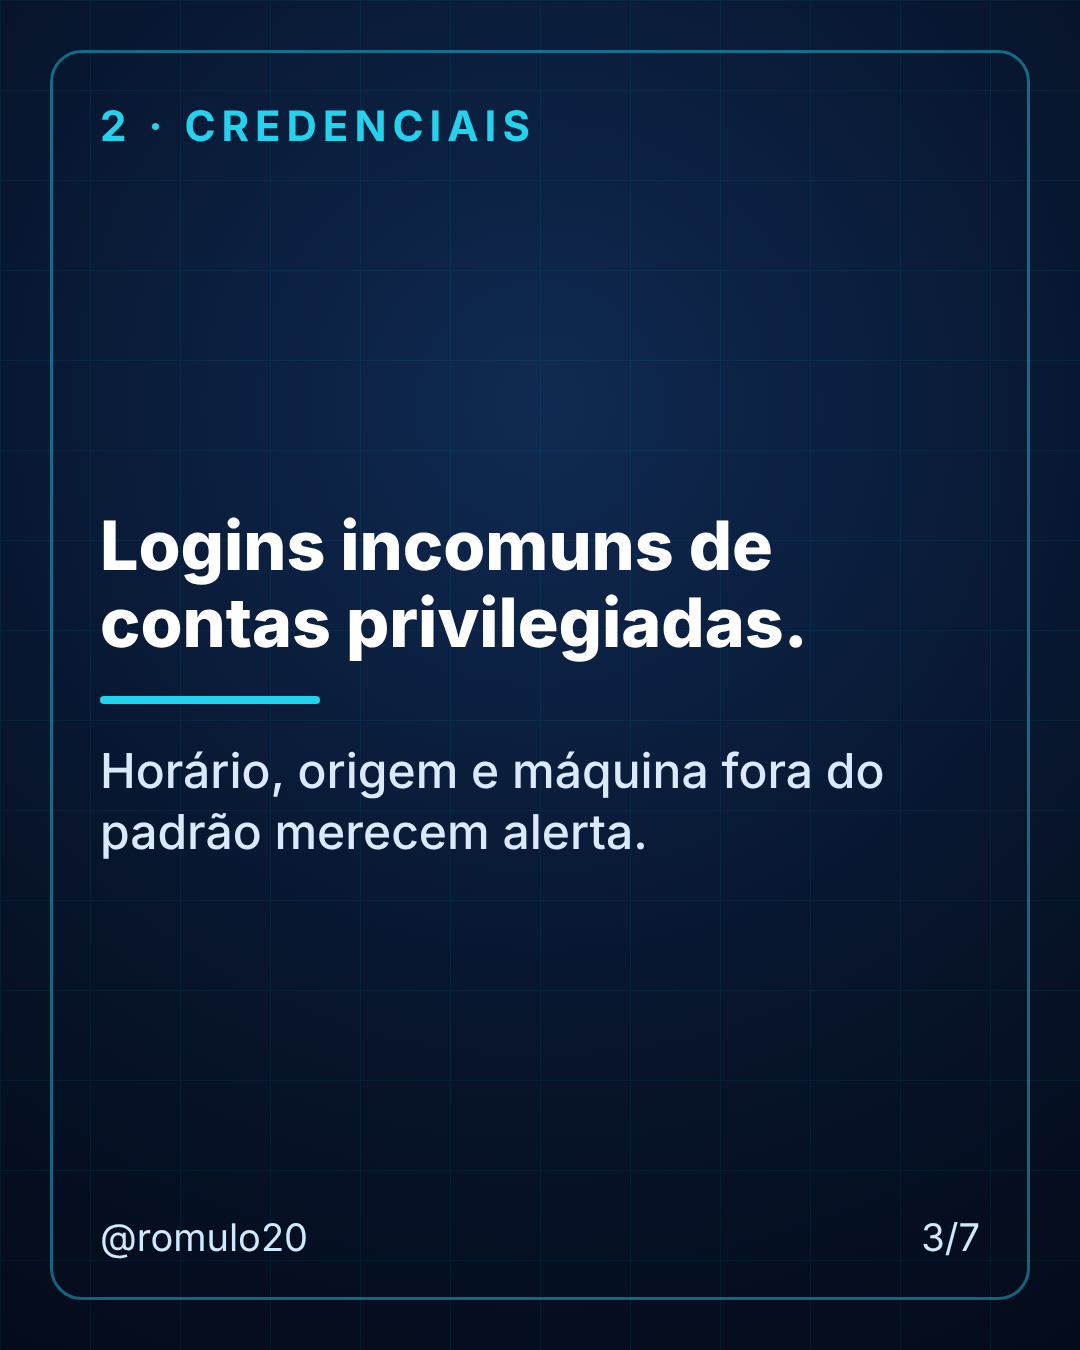 2 · CREDENCIAIS
Logins incomuns de
contas privilegiadas.
Horário, origem e máquina fora do
padrão merecem alerta.
@romulo20
3/7